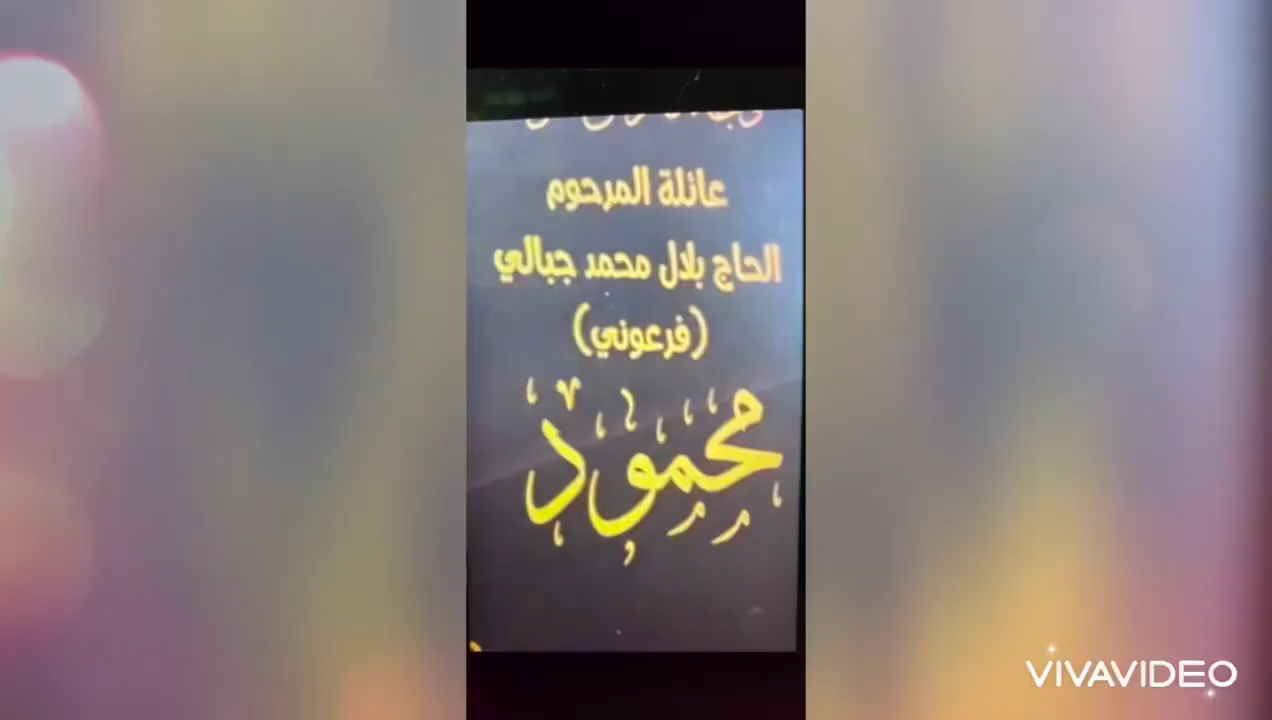 عائلة المرحوم
الحاج بلال محمد جبالي
(فرعوني)
محمود
VIVAVIDEO